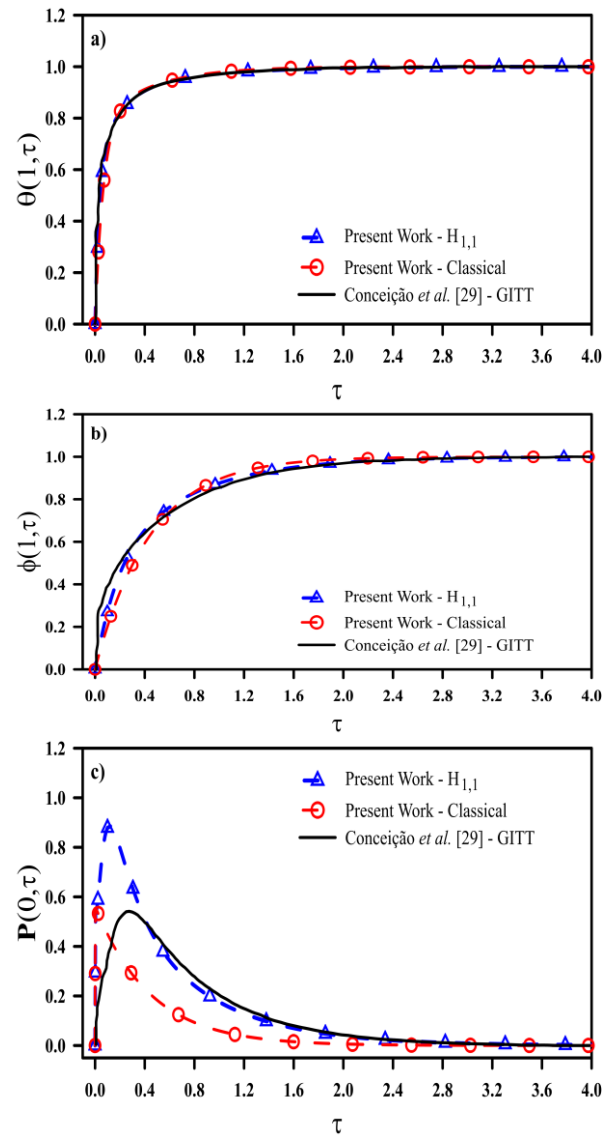 1.2
a)
1.0
0.8
0.6
0.4
0.2
0.0
θ(1,τ)
Present Work - H1,1
Present Work - Classical
Conceição et al. [29] - GITT
0.0 0.4 0.8 1.2 1.6 2.0 2.4 2.8 3.2 3.6 4.0
τ
1.2
b)
1.0
0.8
0.6
0.4
0.2
0.0
ϕ(1,τ)
Present Work - H1,1
Present Work - Classical
Conceição et al. [29] - GITT
0.0 0.4 0.8 1.2 1.6 2.0 2.4 2.8 3.2 3.6 4.0
τ
1.2
c)
1.0
0.8
0.6
0.4
0.2
0.0
P(0,τ)
Present Work - H1,1
Present Work - Classical
Conceição et al. [29] - GITT
0.0 0.4 0.8 1.2 1.6 2.0 2.4 2.8 3.2 3.6 4.0
τ